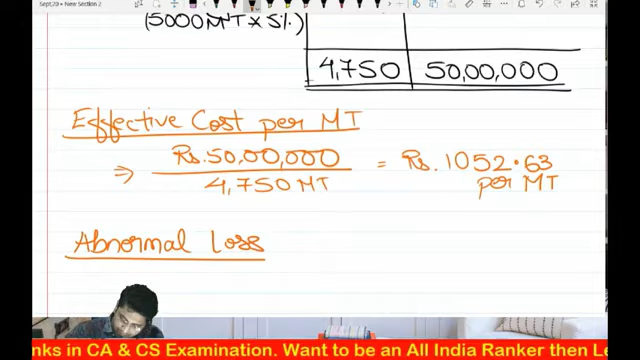 Sept,20 » New Section 2
(5000MT x 5%)
4,750 50,00,000
Effective Cost per MT
⇒ Rs.50,00,000 / 4,750 MT = Rs. 1052.63
per MT
Abnormal Loss
nks in CA & CS Examination. Want to be an All India Ranker then Le